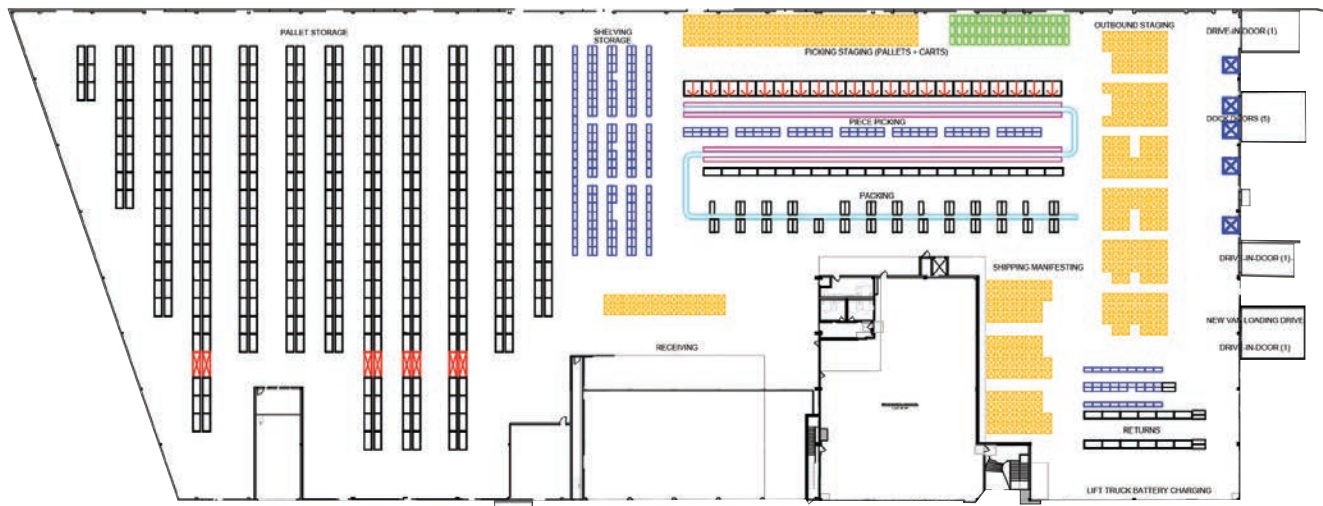 PALLET STORAGE
SHELVING
STORAGE
PICKING STAGING (PALLETS + CARTS)
OUTBOUND STAGING
DRIVE-IN DOOR (1)
DOCK DOORS (5)
PIECE PICKING
PACKING
SHIPPING MANIFESTING
DRIVE-IN-DOOR (1)
NEW VAN LOADING DRIVE
DRIVE-IN-DOOR (1)
RECEIVING
RETURNS
LIFT TRUCK BATTERY CHARGING